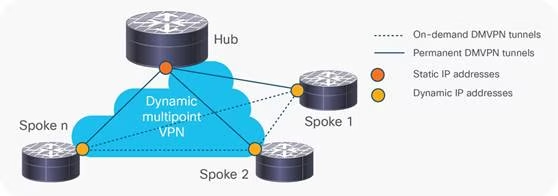 Hub
On-demand DMVPN tunnels
Permanent DMVPN tunnels
Static IP addresses
Dynamic IP addresses
Dynamic
multipoint
VPN
Spoke 1
Spoke n
Spoke 2